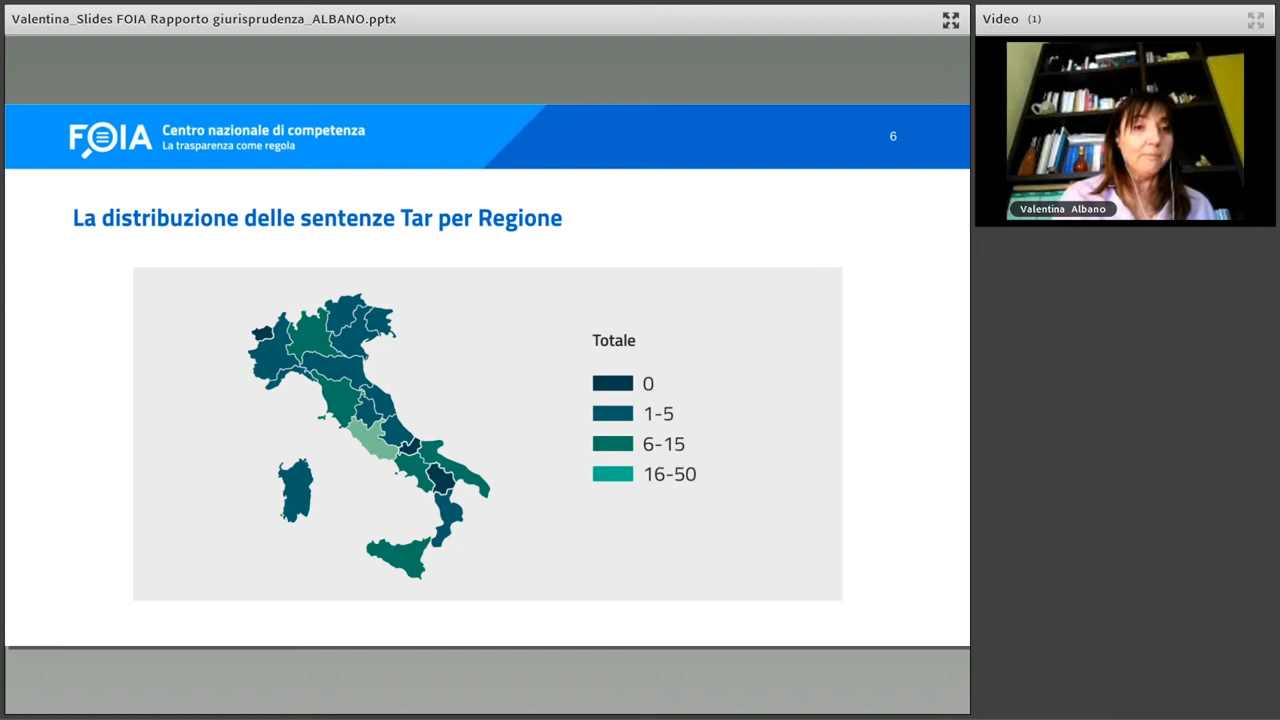 Valentina_Slides FOIA Rapporto giurisprudenza_ALBANO.pptx
Video (1)
FOIA
Centro nazionale di competenza
La trasparenza come regola
6
Valentina Albano
La distribuzione delle sentenze Tar per Regione
Totale
0
1-5
6-15
16-50